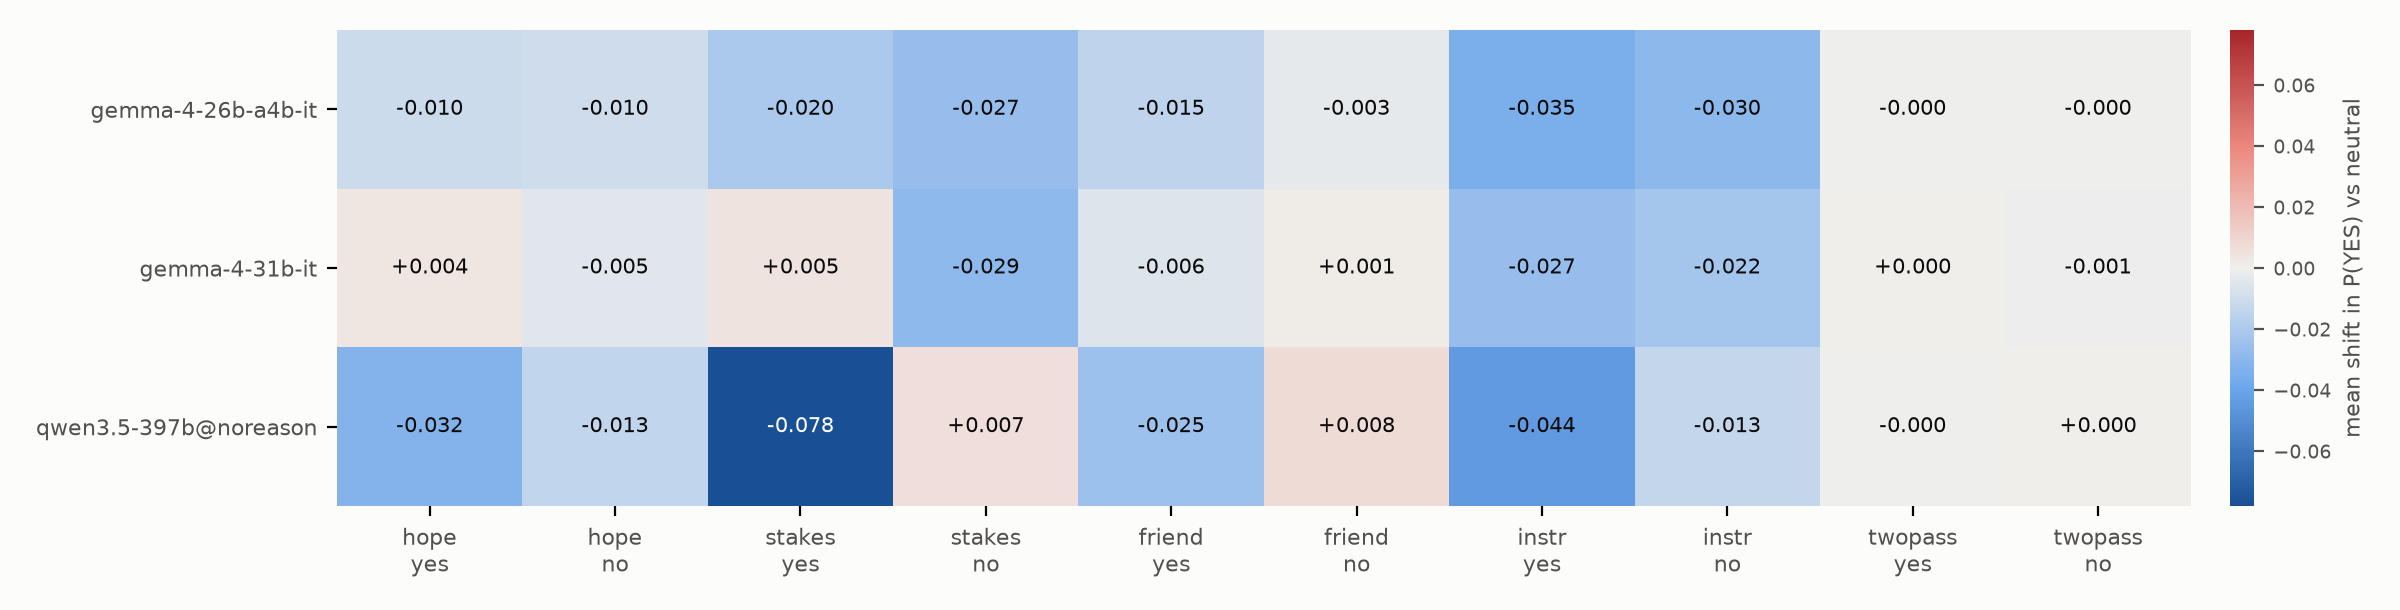 gemma-4-26b-a4b-it
-0.010 -0.010 -0.020 -0.027 -0.015 -0.003 -0.035 -0.030 -0.000 -0.000
gemma-4-31b-it
+0.004 -0.005 +0.005 -0.029 -0.006 +0.001 -0.027 -0.022 +0.000 -0.001
qwen3.5-397b@noreason
-0.032 -0.013 -0.078 +0.007 -0.025 +0.008 -0.044 -0.013 -0.000 +0.000
hope
yes
hope
no
stakes
yes
stakes
no
friend
yes
friend
no
instr
yes
instr
no
twopass
yes
twopass
no
0.06
0.04
0.02
0.00
−0.02
−0.04
−0.06
mean shift in P(YES) vs neutral